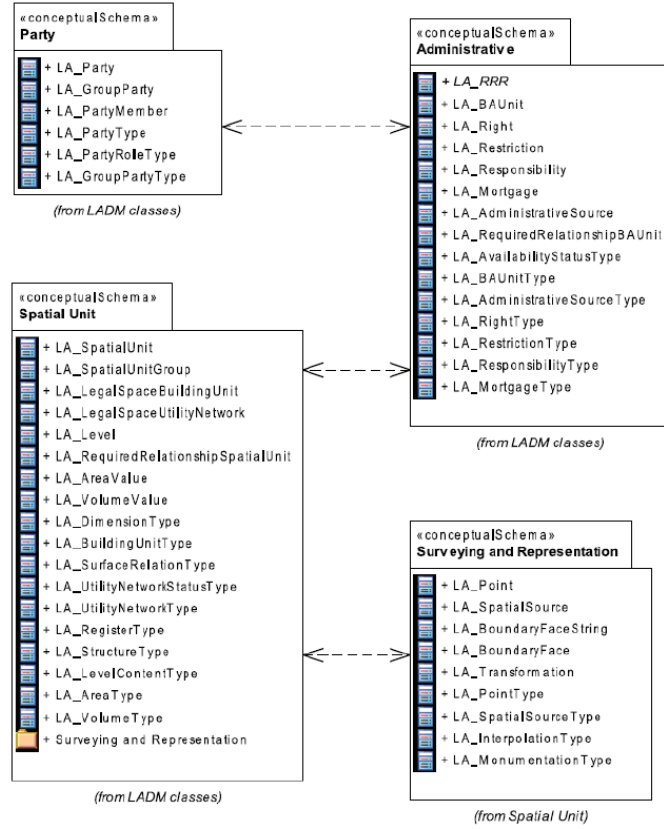 «conceptualSchema»
Party
+ LA_Party
+ LA_GroupParty
+ LA_PartyMember
+ LA_PartyType
+ LA_PartyRoleType
+ LA_GroupPartyType
(from LADM classes)
«conceptualSchema»
Administrative
+ LA_RRR
+ LA_BAUnit
+ LA_Right
+ LA_Restriction
+ LA_Responsibility
+ LA_Mortgage
+ LA_AdministrativeSource
+ LA_RequiredRelationshipBAUnit
+ LA_AvailabilityStatusType
+ LA_BAUnitType
+ LA_AdministrativeSourceType
+ LA_RightType
+ LA_RestrictionType
+ LA_ResponsibilityType
+ LA_MortgageType
(from LADM classes)
«conceptualSchema»
Spatial Unit
+ LA_SpatialUnit
+ LA_SpatialUnitGroup
+ LA_LegalSpaceBuildingUnit
+ LA_LegalSpaceUtilityNetwork
+ LA_Level
+ LA_RequiredRelationshipSpatialUnit
+ LA_AreaValue
+ LA_VolumeValue
+ LA_DimensionType
+ LA_BuildingUnitType
+ LA_SurfaceRelationType
+ LA_UtilityNetworkStatusType
+ LA_UtilityNetworkType
+ LA_RegisterType
+ LA_StructureType
+ LA_LevelContentType
+ LA_AreaType
+ LA_VolumeType
+ Surveying and Representation
(from LADM classes)
«conceptualSchema»
Surveying and Representation
+ LA_Point
+ LA_SpatialSource
+ LA_BoundaryFaceString
+ LA_BoundaryFace
+ LA_Transformation
+ LA_PointType
+ LA_SpatialSourceType
+ LA_InterpolationType
+ LA_MonumentationType
(from Spatial Unit)